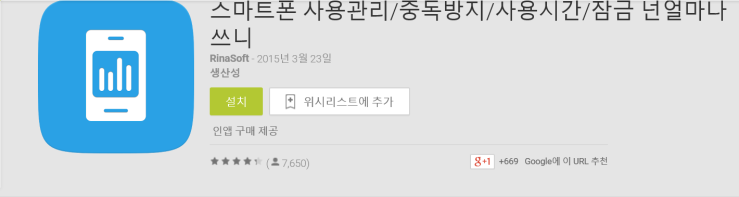 스마트폰 사용관리/중독방지/사용시간/잠금 넌얼마나
쓰니
RinaSoft - 2015년 3월 23일
생산성
설치 위시리스트에 추가
인앱 구매 제공
(7,650) g+1 +669 Google에 이 URL 추천